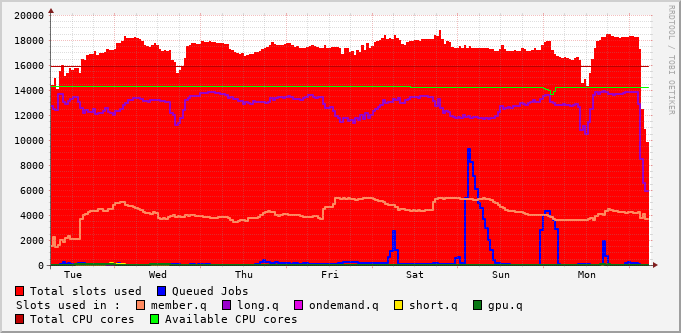 20000
18000
16000
14000
12000
10000
8000
6000
4000
2000
0
Tue Wed Thu Fri Sat Sun Mon
RRDTOOL / TOBI OETIKER
Total slots used Queued Jobs
Slots used in : member.q long.q ondemand.q short.q gpu.q
Total CPU cores Available CPU cores